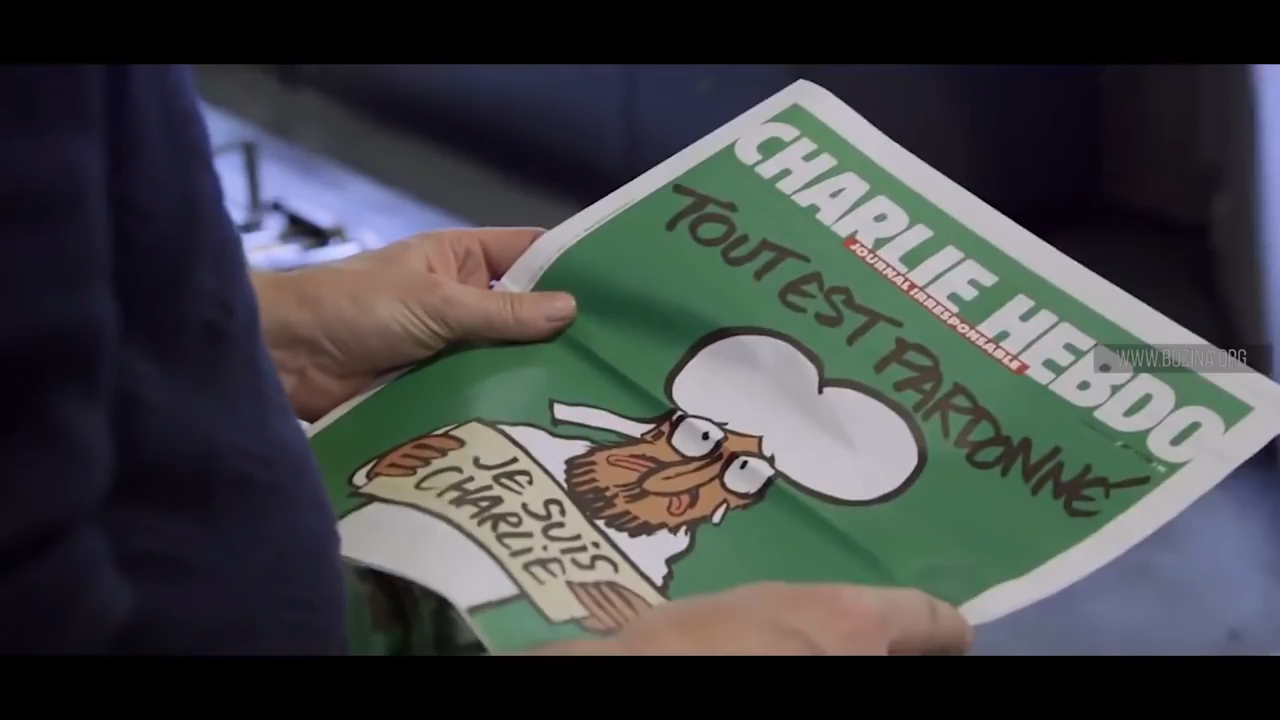 CHARLIE HEBDO
JOURNAL IRRESPONSABLE
TOUT EST PARDONNÉ
WWW.BUZINA.ORG
JE SUIS
CHARLIE